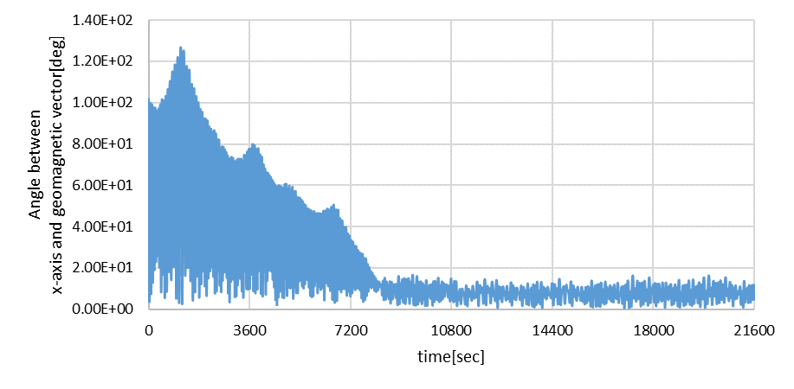 Angle between
x-axis and geomagnetic vector[deg]
1.40E+02
1.20E+02
1.00E+02
8.00E+01
6.00E+01
4.00E+01
2.00E+01
0.00E+00
0 3600 7200 10800 14400 18000 21600
time[sec]